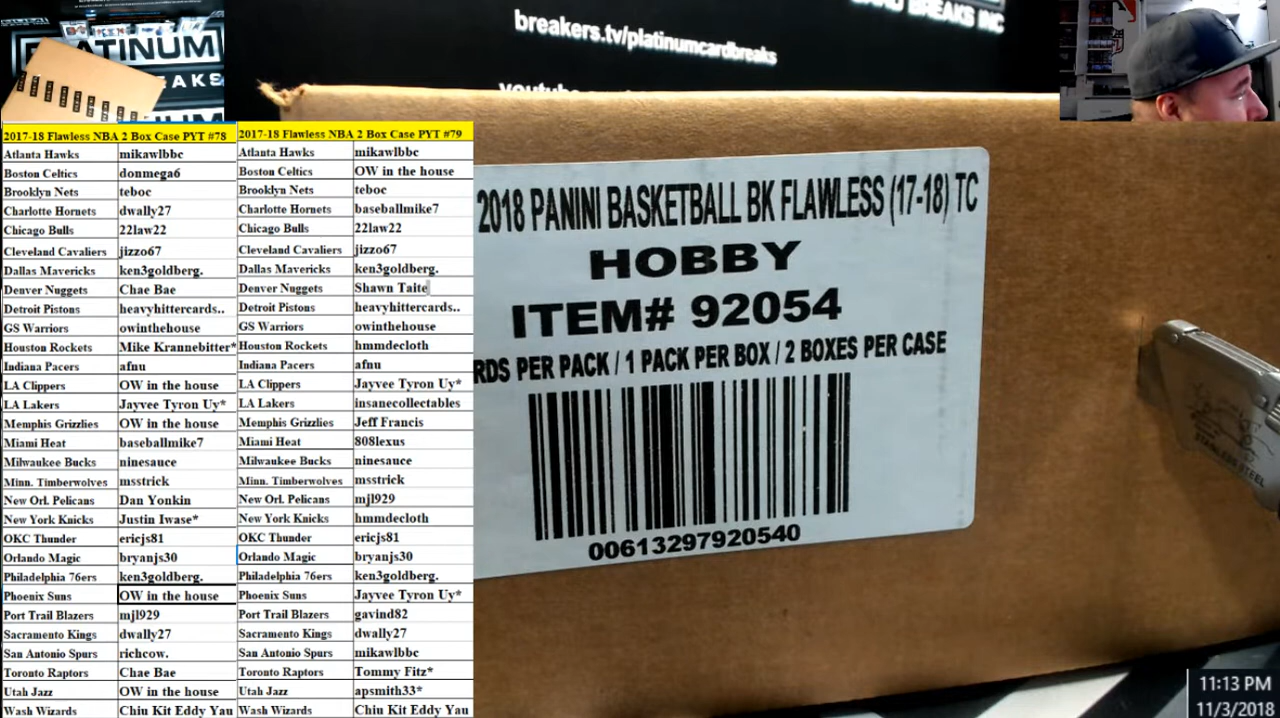 PLATINUM
EAKS
breakers.tv/platinumcardbreaks
BREAKS INC
2017-18 Flawless NBA 2 Box Case PYT #78
Atlanta Hawks mikawlbbc
Boston Celtics donmega6
Brooklyn Nets teboc
Charlotte Hornets dwally27
Chicago Bulls 22law22
Cleveland Cavaliers jizzo67
Dallas Mavericks ken3goldberg.
Denver Nuggets Chae Bae
Detroit Pistons heavyhittercards..
GS Warriors owinthehouse
Houston Rockets Mike Krannebitter*
Indiana Pacers afnu
LA Clippers OW in the house
LA Lakers Jayvee Tyron Uy*
Memphis Grizzlies OW in the house
Miami Heat baseballmike7
Milwaukee Bucks ninesauce
Minn. Timberwolves msstrick
New Orl. Pelicans Dan Yonkin
New York Knicks Justin Iwase*
OKC Thunder ericjs81
Orlando Magic bryanjs30
Philadelphia 76ers ken3goldberg.
Phoenix Suns OW in the house
Port Trail Blazers mjl929
Sacramento Kings dwally27
San Antonio Spurs richcow.
Toronto Raptors Chae Bae
Utah Jazz OW in the house
Wash Wizards Chiu Kit Eddy Yau
2017-18 Flawless NBA 2 Box Case PYT #79
Atlanta Hawks mikawlbbc
Boston Celtics OW in the house
Brooklyn Nets teboc
Charlotte Hornets baseballmike7
Chicago Bulls 22law22
Cleveland Cavaliers jizzo67
Dallas Mavericks ken3goldberg.
Denver Nuggets Shawn Taite
Detroit Pistons heavyhittercards..
GS Warriors owinthehouse
Houston Rockets hmmdecloth
Indiana Pacers afnu
LA Clippers Jayvee Tyron Uy*
LA Lakers insanecollectables
Memphis Grizzlies Jeff Francis
Miami Heat 808lexus
Milwaukee Bucks ninesauce
Minn. Timberwolves msstrick
New Orl. Pelicans mjl929
New York Knicks hmmdecloth
OKC Thunder ericjs81
Orlando Magic bryanjs30
Philadelphia 76ers ken3goldberg.
Phoenix Suns Jayvee Tyron Uy*
Port Trail Blazers gavind82
Sacramento Kings dwally27
San Antonio Spurs mikawlbbc
Toronto Raptors Tommy Fitz*
Utah Jazz apsmith33*
Wash Wizards Chiu Kit Eddy Yau
2018 PANINI BASKETBALL BK FLAWLESS (17-18) TC
HOBBY
ITEM# 92054
RDS PER PACK / 1 PACK PER BOX / 2 BOXES PER CASE
00613297920540
STAINLESS STEEL
11:13 PM
11/3/2018